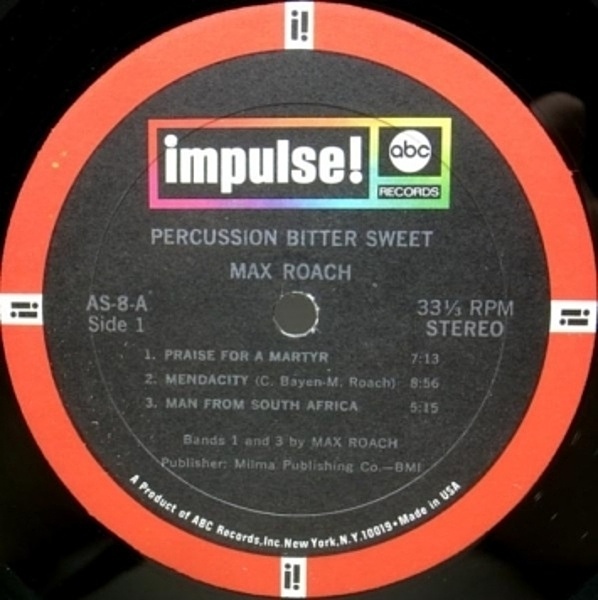 impulse!
abc
RECORDS
PERCUSSION BITTER SWEET
MAX ROACH
AS-8-A
Side 1
33⅓ RPM
STEREO
1. PRAISE FOR A MARTYR 7:13
2. MENDACITY (C. Bayen-M. Roach) 8:56
3. MAN FROM SOUTH AFRICA 5:15
Bands 1 and 3 by MAX ROACH
Publisher: Milma Publishing Co.—BMI
A Product of ABC Records, Inc. New York, N.Y. 10019 • Made in USA